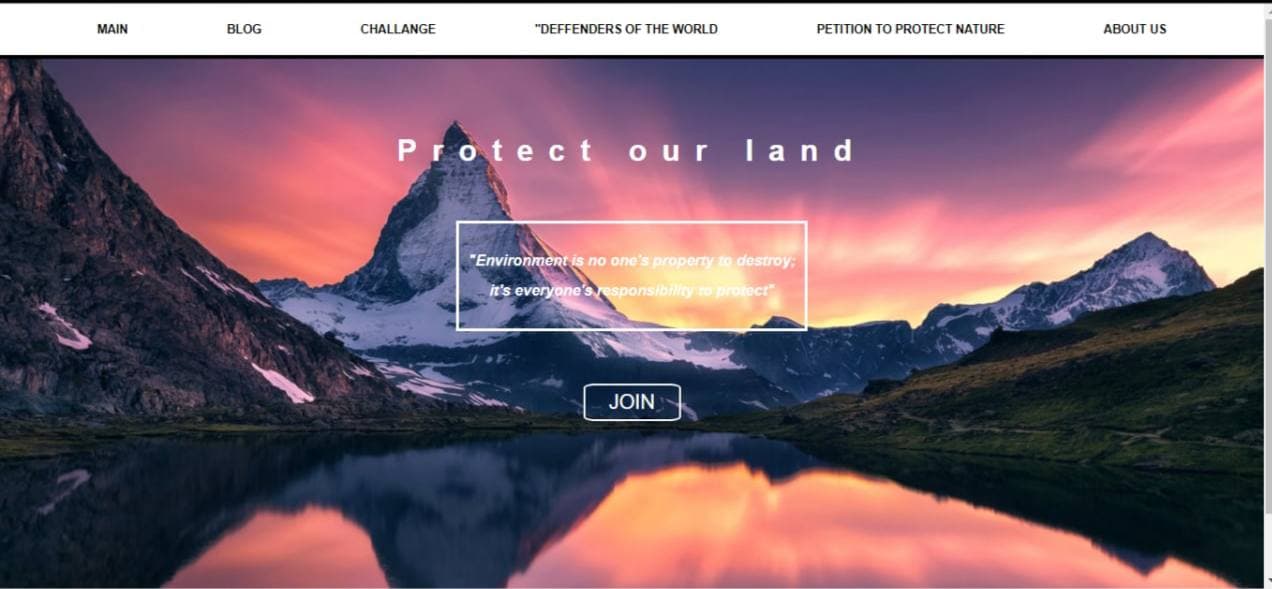 MAIN BLOG CHALLANGE "DEFFENDERS OF THE WORLD PETITION TO PROTECT NATURE ABOUT US
Protect our land
"Environment is no one's property to destroy;
it's everyone's responsibility to protect"
JOIN